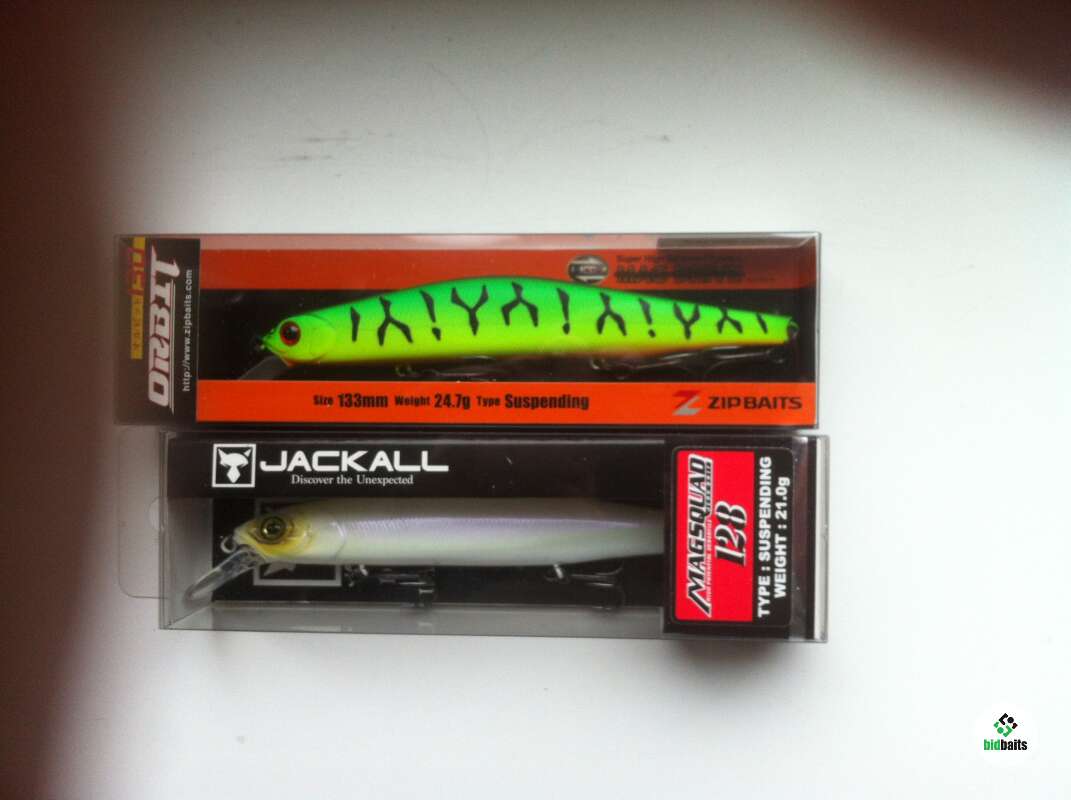 ORBIT
http://www.zipbaits.com
Size 133mm Weight 24.7g Type Suspending
ZIPBAITS
JACKALL
Discover the Unexpected
MAGSQUAD
128
TYPE : SUSPENDING
WEIGHT : 21.0g
bidbaits